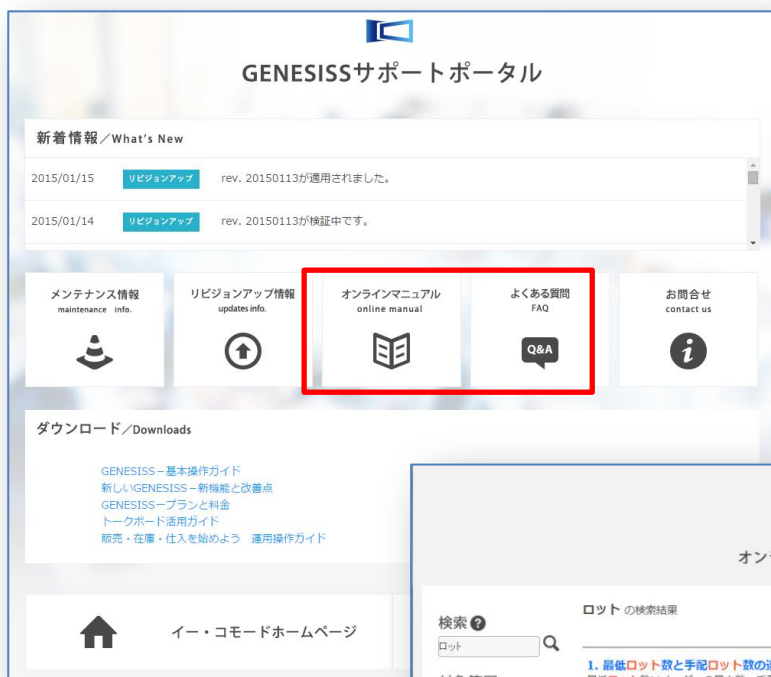 GENESISSサポートポータル
新着情報／What's New
2015/01/15 リビジョンアップ rev. 20150113が適用されました。
2015/01/14 リビジョンアップ rev. 20150113が検証中です。
メンテナンス情報
maintenance info.
リビジョンアップ情報
updates info.
オンラインマニュアル
online manual
よくある質問
FAQ
Q&A
お問合せ
contact us
ダウンロード／Downloads
GENESISS－基本操作ガイド
新しいGENESISS－新機能と改善点
GENESISSープランと料金
トークボード活用ガイド
販売・在庫・仕入を始めよう 運用操作ガイド
イー・コモードホームページ
オン
検索
ロット
ロット の検索結果
1. 最低ロット数と手配ロット数の